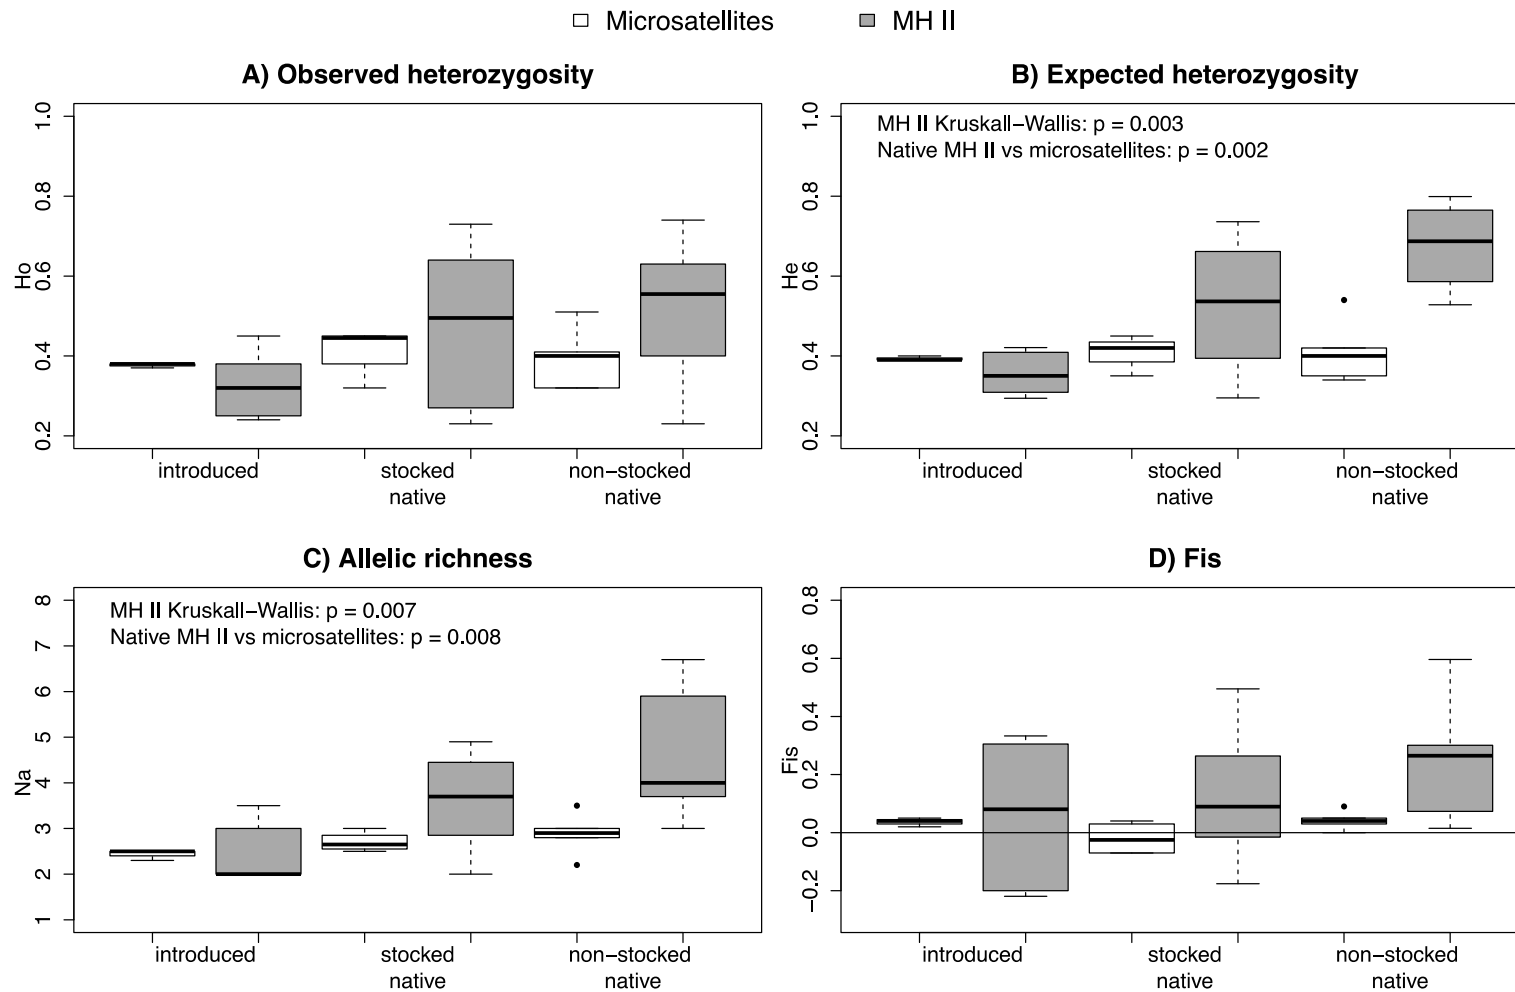 Microsatellites MH II
A) Observed heterozygosity
Ho
1.0
0.8
0.6
0.4
0.2
introduced stocked native non−stocked native
B) Expected heterozygosity
MH II Kruskall−Wallis: p = 0.003
Native MH II vs microsatellites: p = 0.002
He
1.0
0.8
0.6
0.4
0.2
introduced stocked native non−stocked native
C) Allelic richness
MH II Kruskall−Wallis: p = 0.007
Native MH II vs microsatellites: p = 0.008
Na
8
7
6
5
4
3
2
1
introduced stocked native non−stocked native
D) Fis
Fis
0.8
0.6
0.4
0.2
0.0
−0.2
introduced stocked native non−stocked native